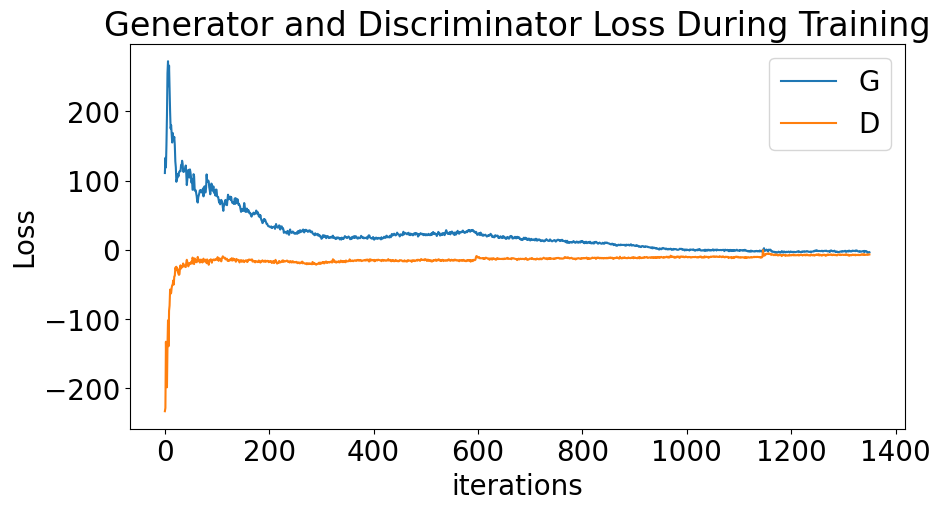 Generator and Discriminator Loss During Training
G
D
Loss
200
100
0
−100
−200
0 200 400 600 800 1000 1200 1400
iterations